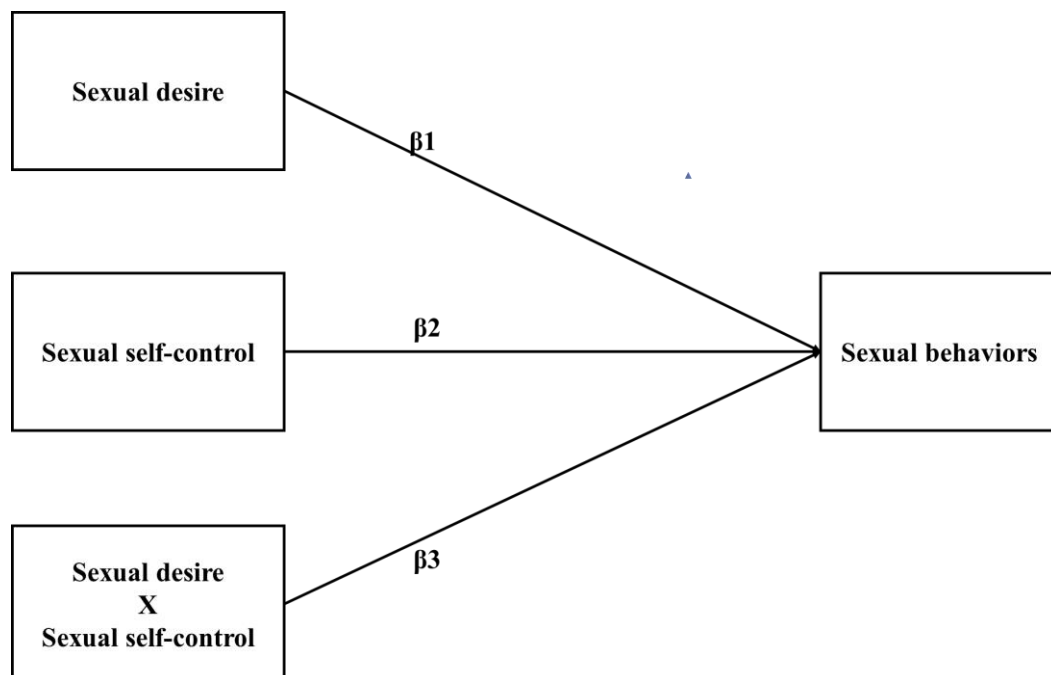 Sexual desire
β1
Sexual self-control
β2
Sexual behaviors
Sexual desire
X
Sexual self-control
β3